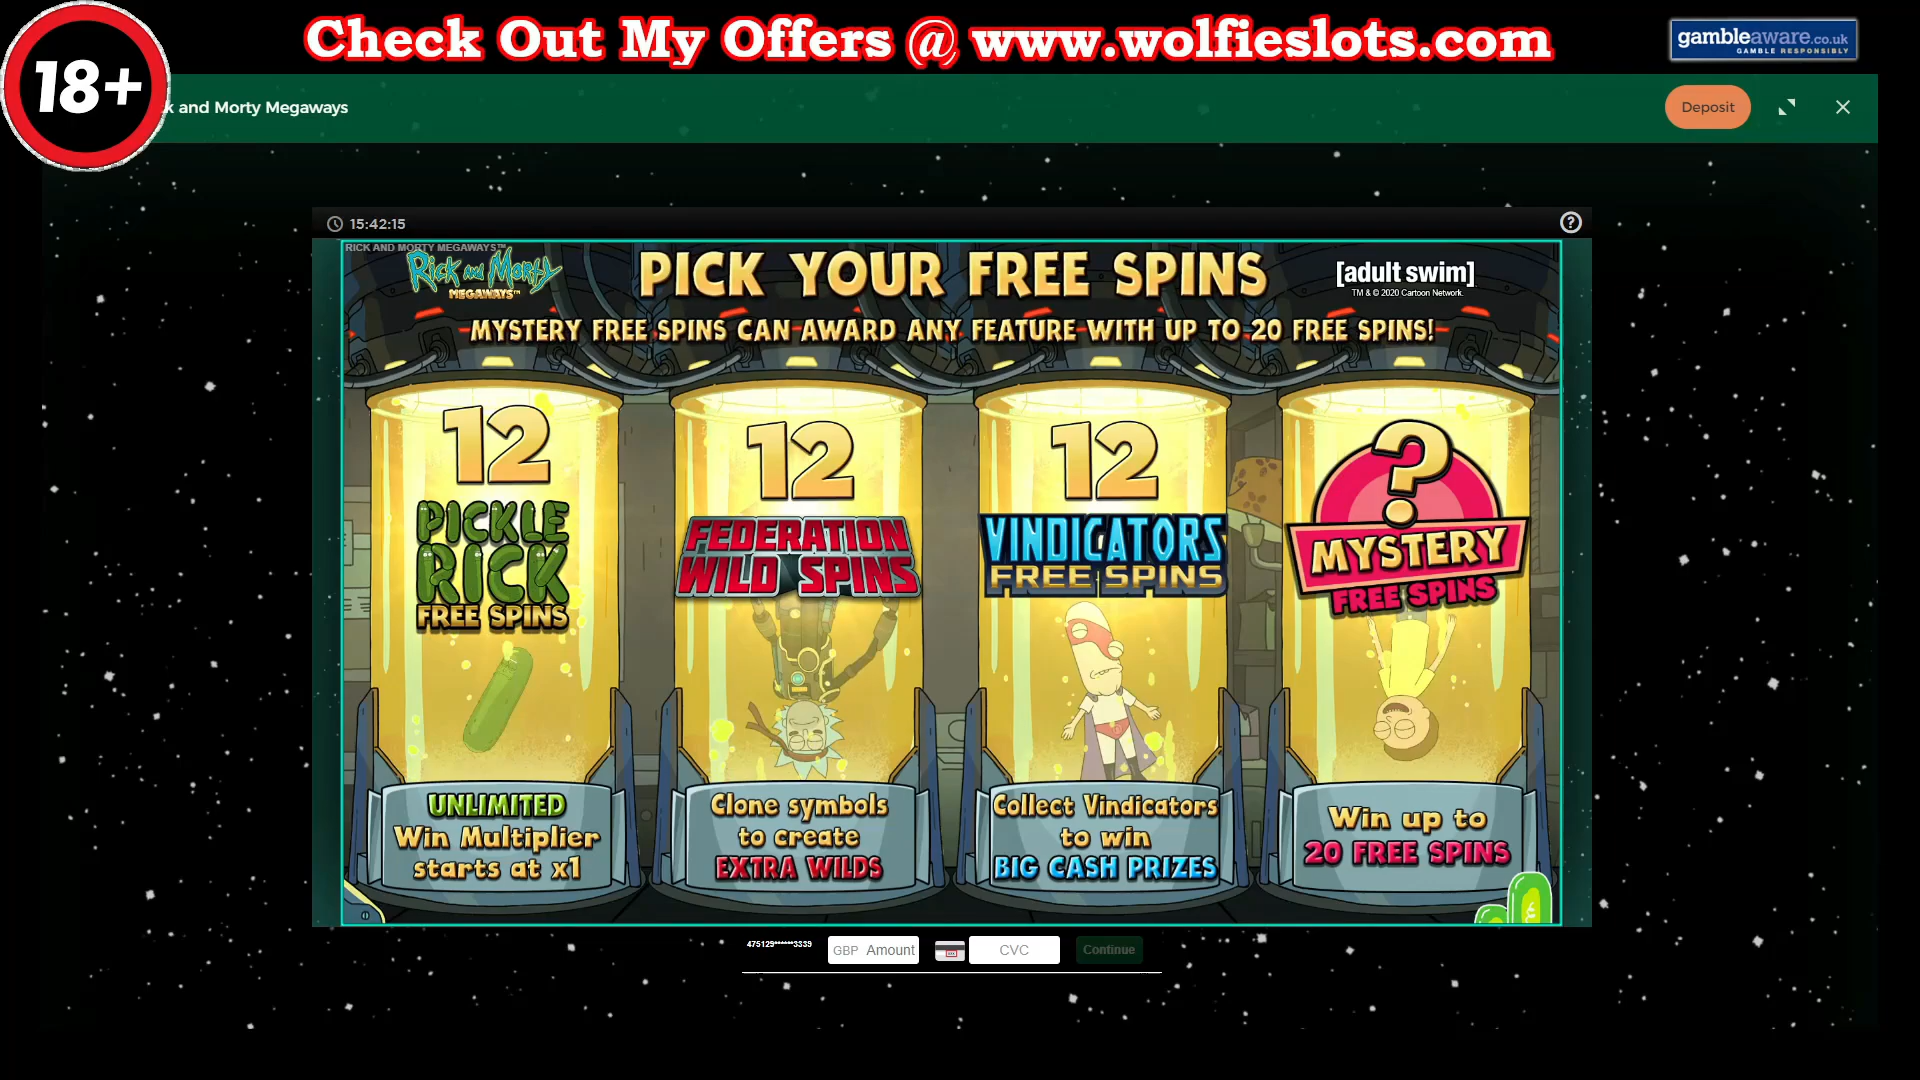 Check Out My Offers @ www.wolfieslots.com
18+
gambleaware.co.uk
GAMBLE RESPONSIBLY
k and Morty Megaways
Deposit
15:42:15
?
RICK AND MORTY MEGAWAYS™
Rick and Morty
MEGAWAYS™
PICK YOUR FREE SPINS
[adult swim]
TM & © 2020 Cartoon Network.
MYSTERY FREE SPINS CAN AWARD ANY FEATURE WITH UP TO 20 FREE SPINS!
12
PICKLE
RICK
FREE SPINS
UNLIMITED
Win Multiplier
starts at x1
12
FEDERATION
WILD SPINS
Clone symbols
to create
EXTRA WILDS
12
VINDICATORS
FREE SPINS
Collect Vindicators
to win
BIG CASH PRIZES
?
MYSTERY
FREE SPINS
Win up to
20 FREE SPINS
475129******3339
GBP Amount
CVC
Continue